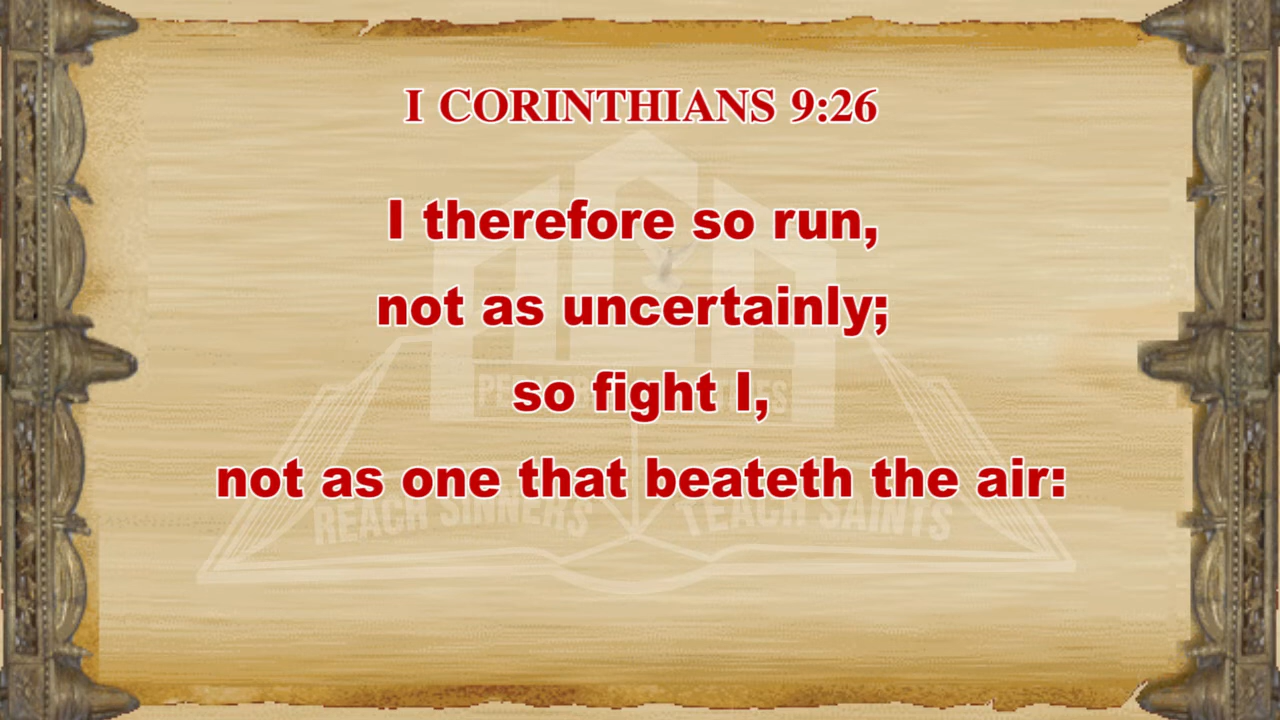 I CORINTHIANS 9:26
I therefore so run,
not as uncertainly;
so fight I,
not as one that beateth the air:
REACH SINNERS TEACH SAINTS